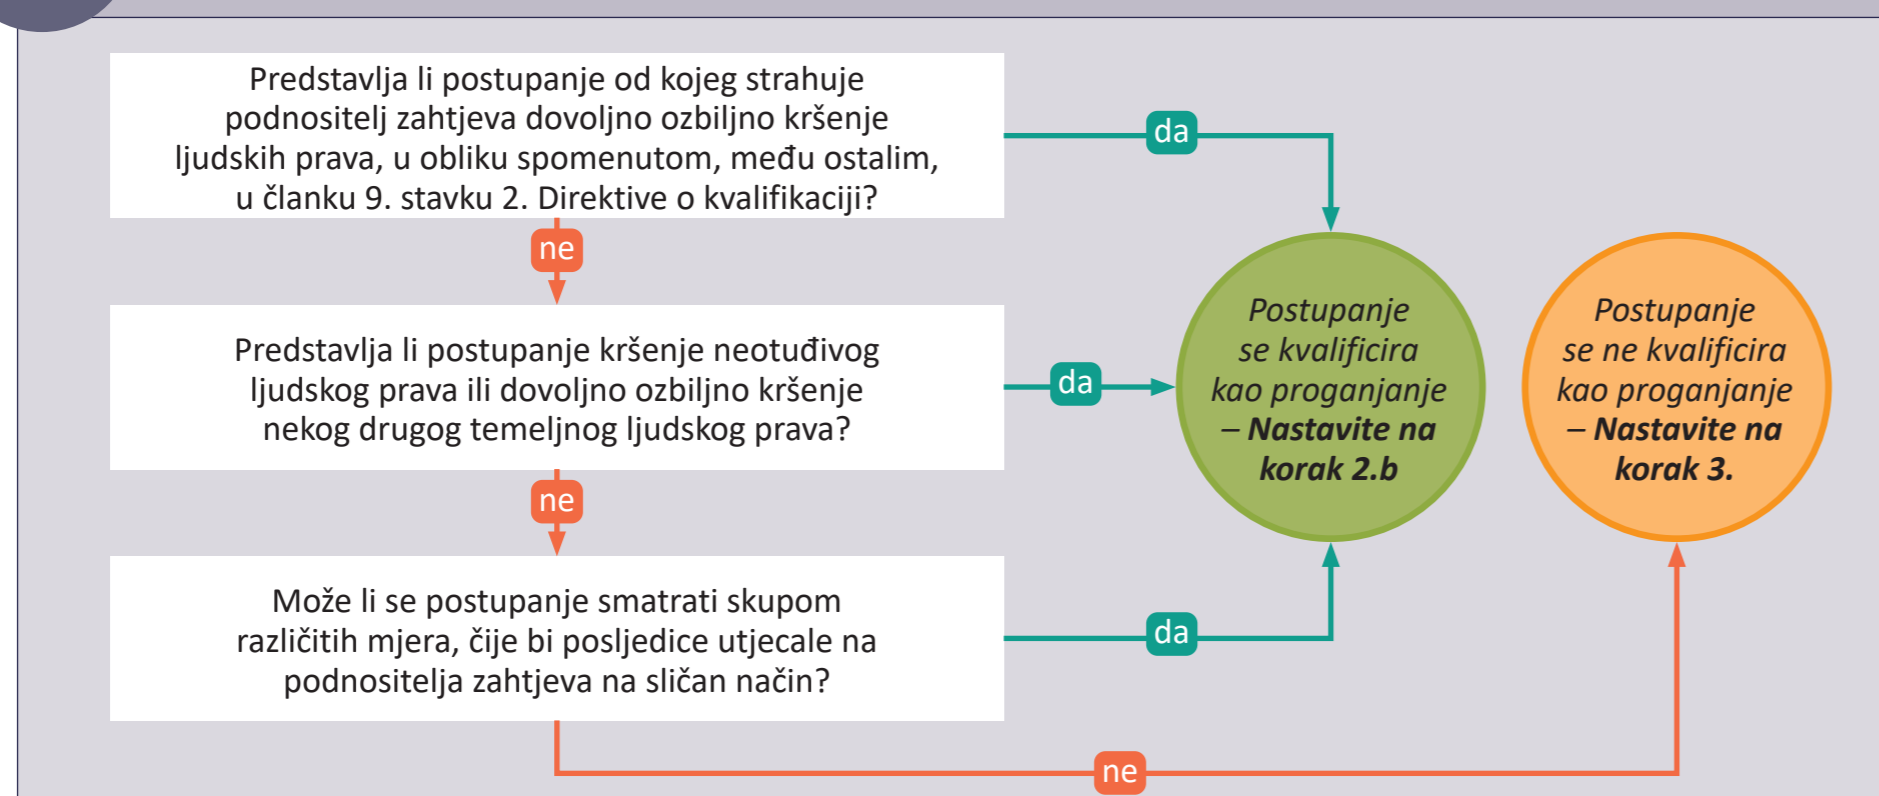 Predstavlja li postupanje od kojeg strahuje
podnositelj zahtjeva dovoljno ozbiljno kršenje
ljudskih prava, u obliku spomenutom, među ostalim,
u članku 9. stavku 2. Direktive o kvalifikaciji?
da
ne
Predstavlja li postupanje kršenje neotuđivog
ljudskog prava ili dovoljno ozbiljno kršenje
nekog drugog temeljnog ljudskog prava?
da
ne
Može li se postupanje smatrati skupom
različitih mjera, čije bi posljedice utjecale na
podnositelja zahtjeva na sličan način?
da
ne
Postupanje
se kvalificira
kao proganjanje
– Nastavite na
korak 2.b
Postupanje
se ne kvalificira
kao proganjanje
– Nastavite na
korak 3.